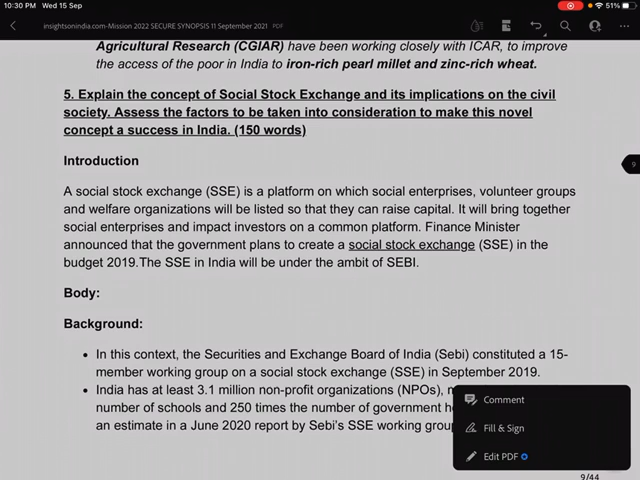 10:30 PM Wed 15 Sep 51%
insightsonindia.com-Mission 2022 SECURE SYNOPSIS 11 September 2021 PDF
Agricultural Research (CGIAR) have been working closely with ICAR, to improve
the access of the poor in India to iron-rich pearl millet and zinc-rich wheat.
5. Explain the concept of Social Stock Exchange and its implications on the civil
society. Assess the factors to be taken into consideration to make this novel
concept a success in India. (150 words)
Introduction
9
A social stock exchange (SSE) is a platform on which social enterprises, volunteer groups
and welfare organizations will be listed so that they can raise capital. It will bring together
social enterprises and impact investors on a common platform. Finance Minister
announced that the government plans to create a social stock exchange (SSE) in the
budget 2019.The SSE in India will be under the ambit of SEBI.
Body:
Background:
• In this context, the Securities and Exchange Board of India (Sebi) constituted a 15-
member working group on a social stock exchange (SSE) in September 2019.
• India has at least 3.1 million non-profit organizations (NPOs),
number of schools and 250 times the number of government
an estimate in a June 2020 report by Sebi's SSE working
Comment
Fill & Sign
Edit PDF
9/44